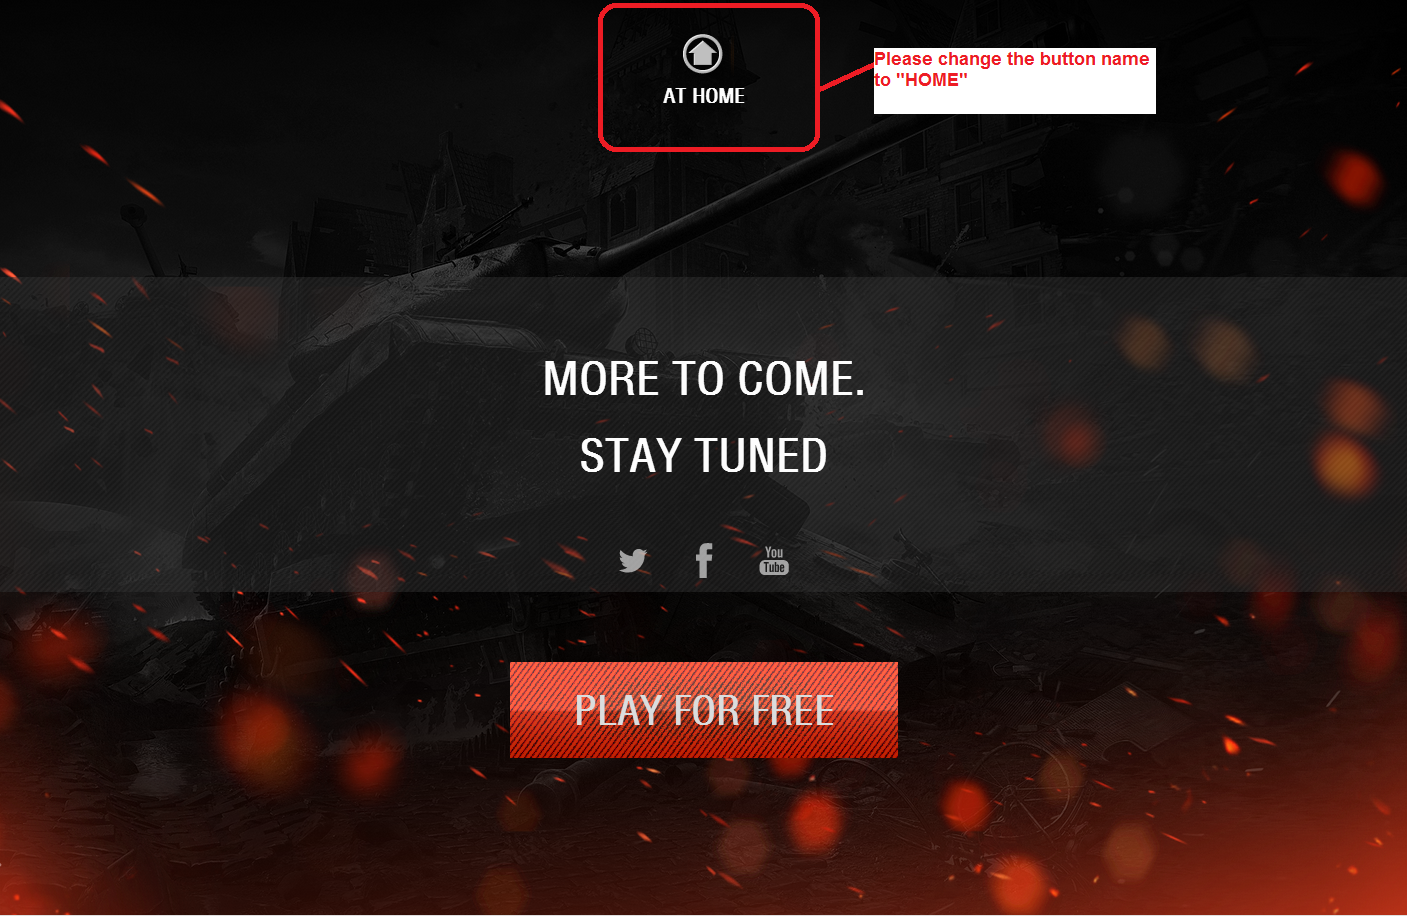 AT HOME
Please change the button name
to "HOME"
MORE TO COME.
STAY TUNED
You
Tube
PLAY FOR FREE